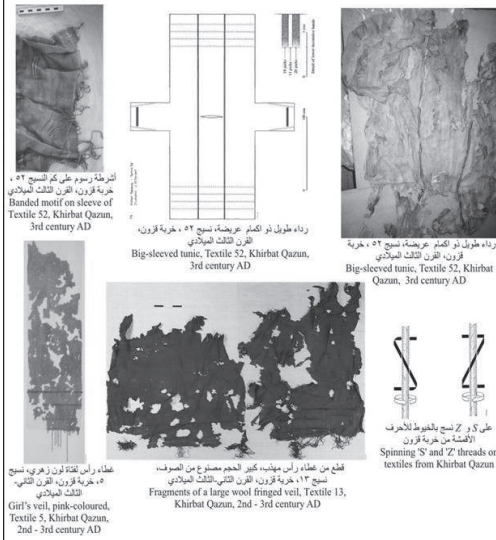 أشرطة رسوم على كم النسيج ٥٢ ،
خربة قزون، القرن الثالث الميلادي
Banded motif on sleeve of
Textile 52, Khirbat Qazun,
3rd century AD
رداء طويل ذو اكمام عريضة، نسيج ٥٢ ، خربة قزون،
القرن الثالث الميلادي
Big-sleeved tunic, Textile 52, Khirbat Qazun,
3rd century AD
رداء طويل ذو اكمام عريضة، نسيج ٥٢ ، خربة
قزون، القرن الثالث الميلادي
Big-sleeved tunic, Textile 52, Khirbat
Qazun, 3rd century AD
غطاء رأس لفتاة لون زهري، نسيج
٥، خربة قزون، القرن الثاني-
الثالث الميلادي
Girl's veil, pink-coloured,
Textile 5, Khirbat Qazun,
2nd - 3rd century AD
قطع من غطاء رأس مهذب، كبير الحجم مصنوع من الصوف،
نسيج ١٣، خربة قزون، القرن الثاني-الثالث الميلادي
Fragments of a large wool fringed veil, Textile 13,
Khirbat Qazun, 2nd - 3rd century AD
على S و Z نسج بالخيوط للأحرف
الأقمشة من خربة قزون
Spinning 'S' and 'Z' threads on
textiles from Khirbat Qazun